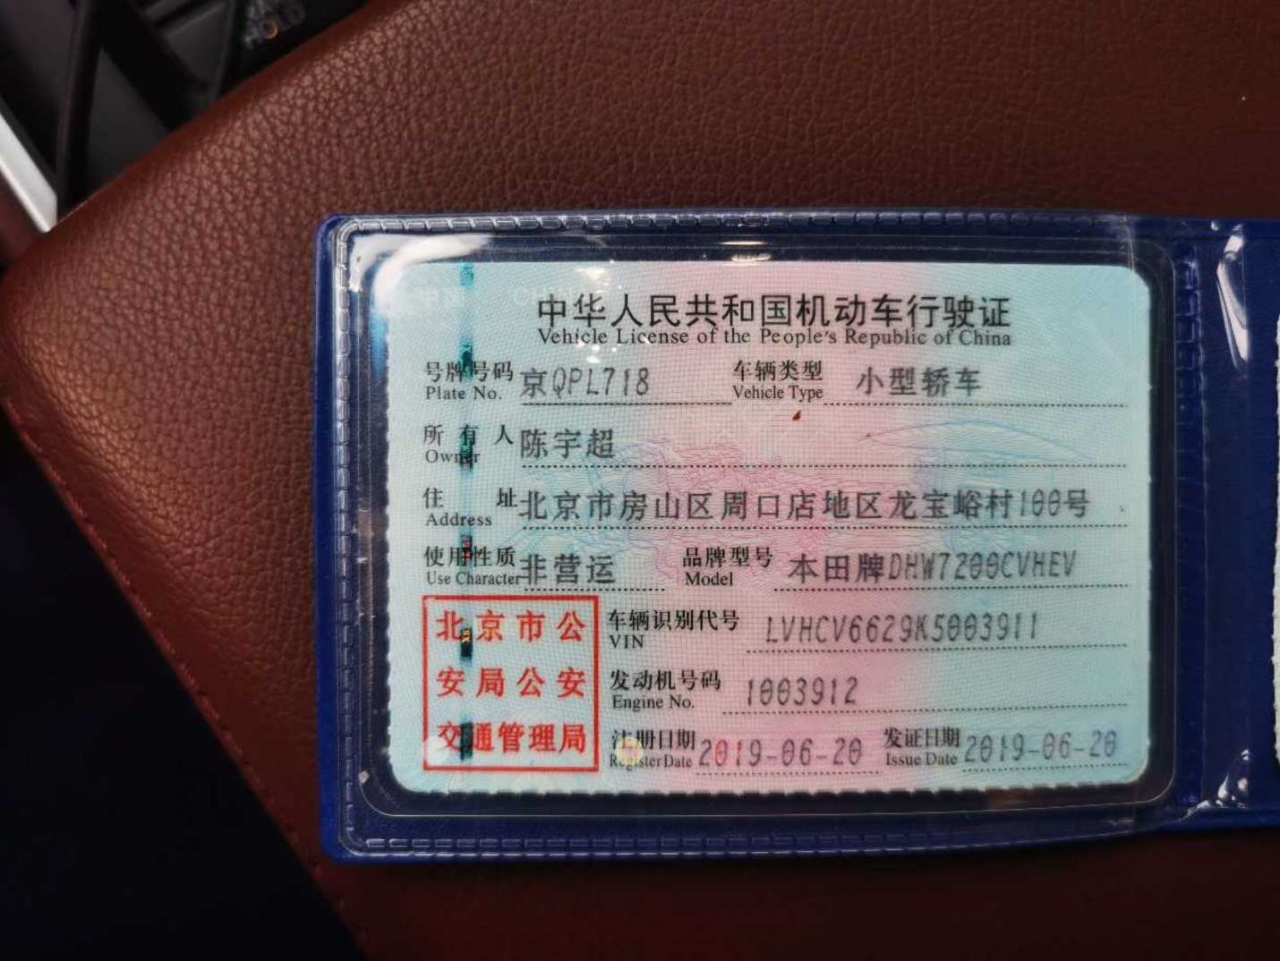 HOLD
中华人民共和国机动车行驶证
Vehicle License of the People's Republic of China
号牌号码 京QPL718 车辆类型 小型轿车
Plate No. Vehicle Type
所有人 陈宇超
Owner
住址 北京市房山区周口店地区龙宝峪村100号
Address
使用性质 非营运 品牌型号 本田牌DHW7200CVHEV
Use Character Model
北京市公 车辆识别代号 LVHCV6629K5003911
VIN
安局公安 发动机号码 1003912
Engine No.
交通管理局 注册日期 2019-06-20 发证日期 2019-06-20
Register Date Issue Date